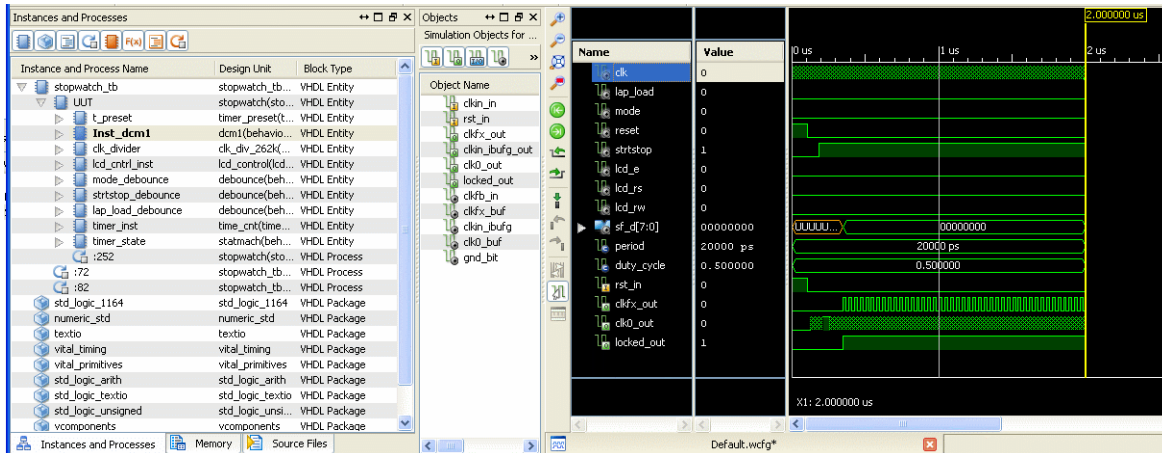 Instances and Processes
Instance and Process Name Design Unit Block Type
stopwatch_tb stopwatch_tb... VHDL Entity
UUT stopwatch(sto... VHDL Entity
t_preset timer_preset(t... VHDL Entity
Inst_dcm1 dcm1(behavio... VHDL Entity
clk_divider clk_div_262k(... VHDL Entity
lcd_cntrl_inst lcd_control(lcd... VHDL Entity
mode_debounce debounce(beh... VHDL Entity
strtstop_debounce debounce(beh... VHDL Entity
lap_load_debounce debounce(beh... VHDL Entity
timer_inst time_cnt(time... VHDL Entity
timer_state statmach(beh... VHDL Entity
:252 stopwatch(sto... VHDL Process
:72 stopwatch_tb... VHDL Process
:82 stopwatch_tb... VHDL Process
std_logic_1164 std_logic_1164 VHDL Package
numeric_std numeric_std VHDL Package
textio textio VHDL Package
vital_timing vital_timing VHDL Package
vital_primitives vital_primitives VHDL Package
std_logic_arith std_logic_arith VHDL Package
std_logic_textio std_logic_textio VHDL Package
std_logic_unsigned std_logic_unsi... VHDL Package
vcomponents vcomponents VHDL Package
Instances and Processes Memory Source Files
Objects
Simulation Objects for ...
»
Object Name
clkin_in
rst_in
clkfx_out
clkin_ibufg_out
clk0_out
locked_out
clkfb_in
clkfx_buf
clkin_ibufg
clk0_buf
gnd_bit
2.000000 us
Name Value 0 us 1 us 2 us
clk 0
lap_load 0
mode 0
reset 0
strtstop 1
lcd_e 0
lcd_rs 0
lcd_rw 0
sf_d[7:0] 00000000 UUUUU... 00000000
period 20000 ps 20000 ps
duty_cycle 0.500000 0.500000
rst_in 0
clkfx_out 0
clk0_out 0
locked_out 1
X1: 2.000000 us
Default.wcfg*